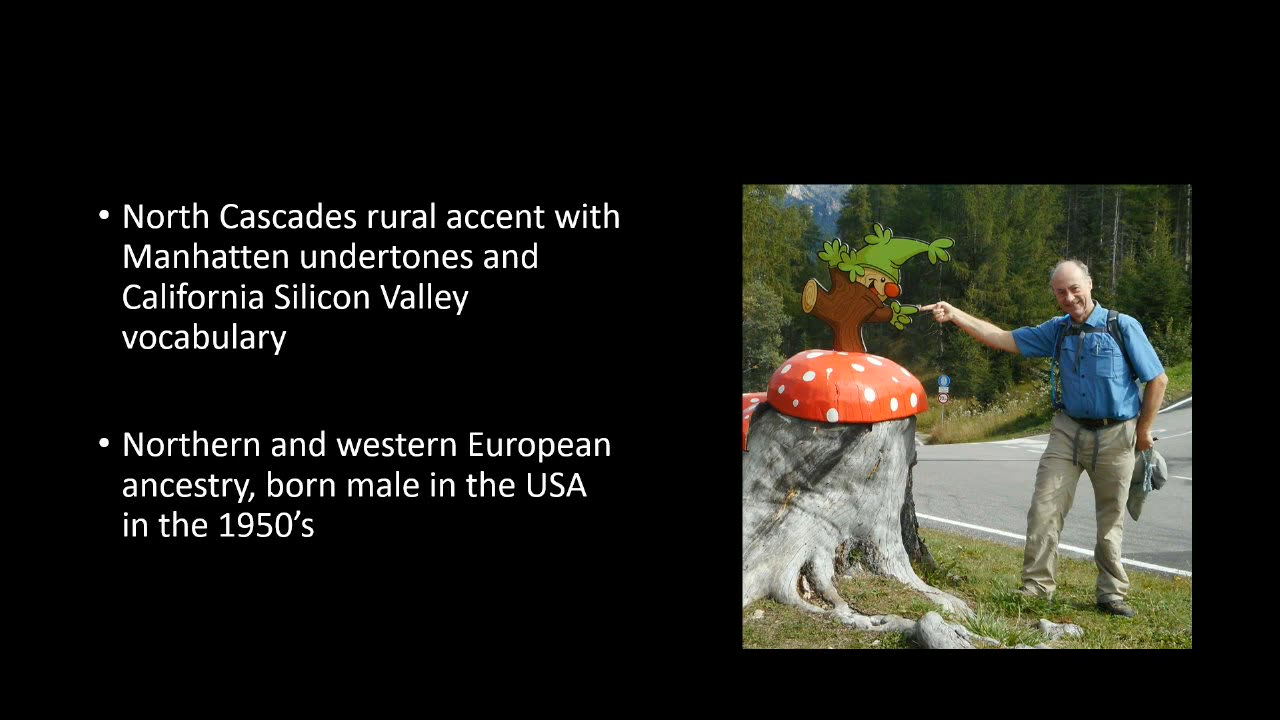 • North Cascades rural accent with
Manhatten undertones and
California Silicon Valley
vocabulary
• Northern and western European
ancestry, born male in the USA
in the 1950’s